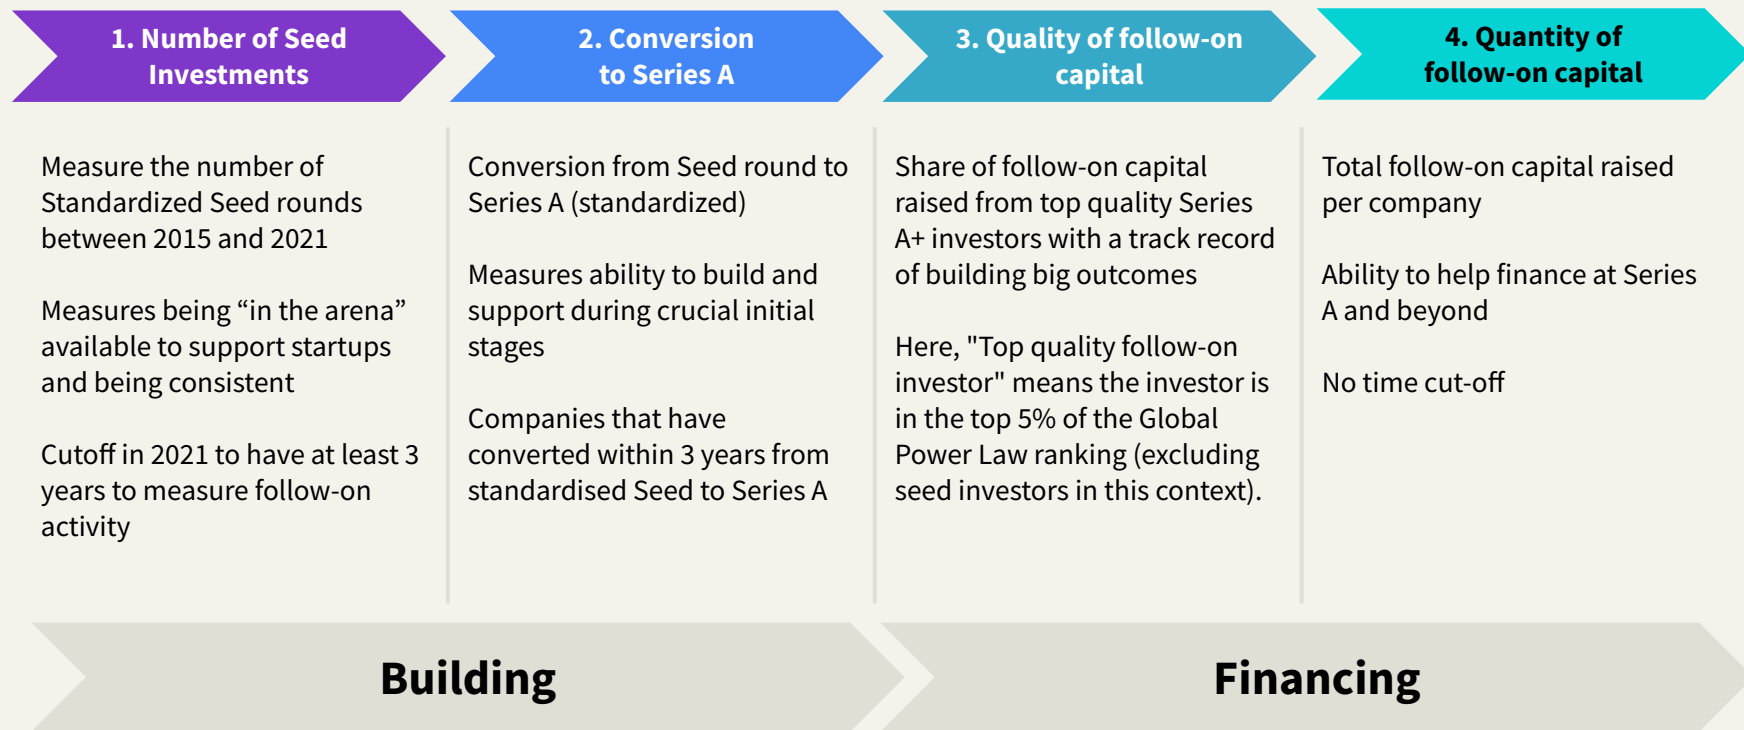 1. Number of Seed
Investments
2. Conversion
to Series A
3. Quality of follow-on
capital
4. Quantity of
follow-on capital
Measure the number of
Standardized Seed rounds
between 2015 and 2021
Measures being “in the arena”
available to support startups
and being consistent
Cutoff in 2021 to have at least 3
years to measure follow-on
activity
Conversion from Seed round to
Series A (standardized)
Measures ability to build and
support during crucial initial
stages
Companies that have
converted within 3 years from
standardised Seed to Series A
Share of follow-on capital
raised from top quality Series
A+ investors with a track record
of building big outcomes
Here, "Top quality follow-on
investor" means the investor is
in the top 5% of the Global
Power Law ranking (excluding
seed investors in this context).
Total follow-on capital raised
per company
Ability to help finance at Series
A and beyond
No time cut-off
Building
Financing